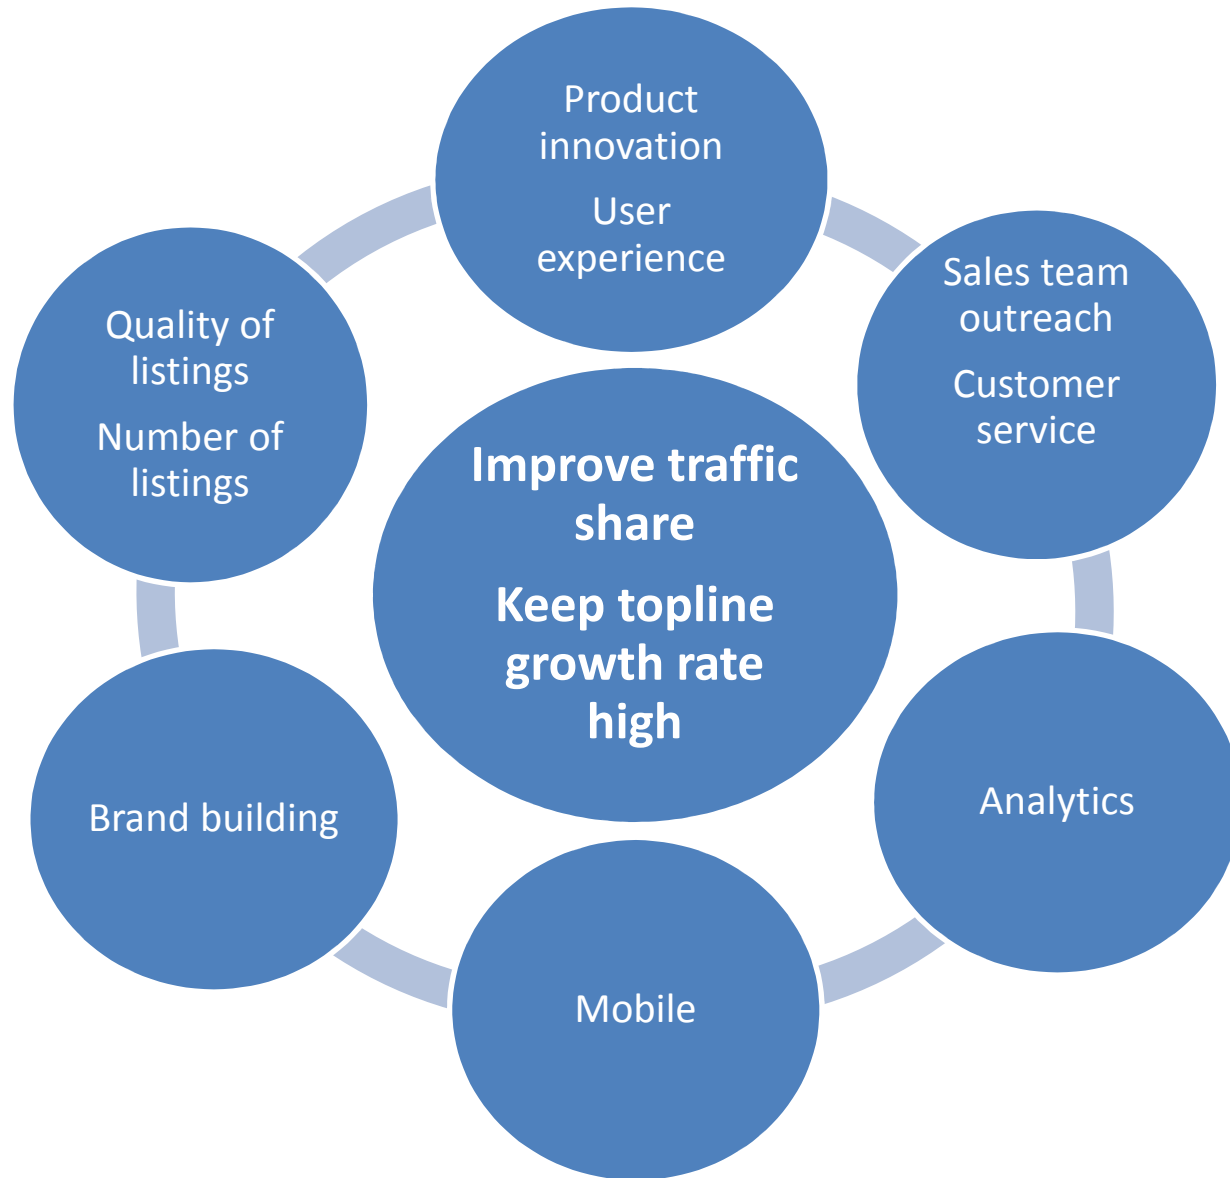 Product
innovation
User
experience
Sales team
outreach
Customer
service
Quality of
listings
Number of
listings
Improve traffic
share
Keep topline
growth rate
high
Analytics
Brand building
Mobile